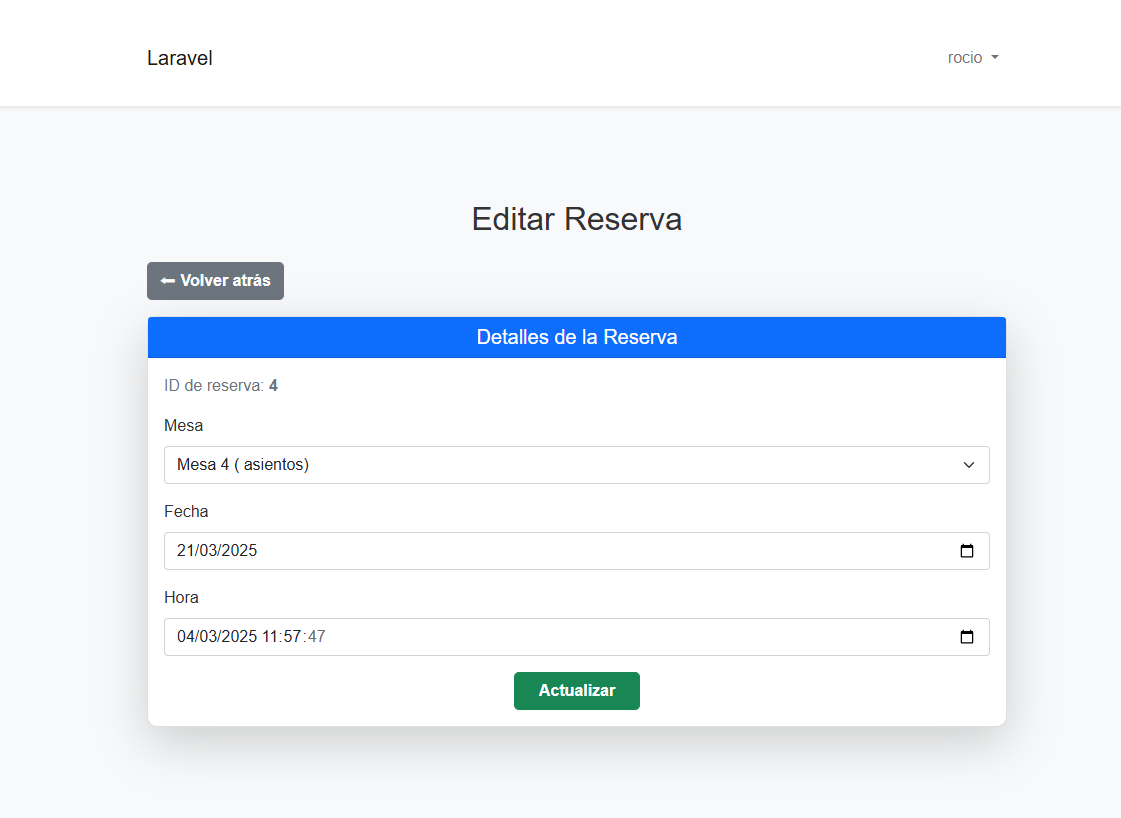 Laravel
rocio
Editar Reserva
⬅ Volver atrás
Detalles de la Reserva
ID de reserva: 4
Mesa
Mesa 4 ( asientos)
Fecha
21/03/2025
Hora
04/03/2025 11:57:47
Actualizar